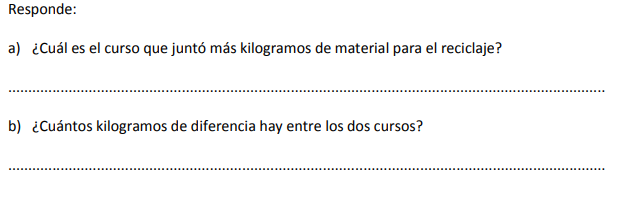 Responde:
a) ¿Cuál es el curso que juntó más kilogramos de material para el reciclaje?
....................................................................................................................................................
b) ¿Cuántos kilogramos de diferencia hay entre los dos cursos?
....................................................................................................................................................